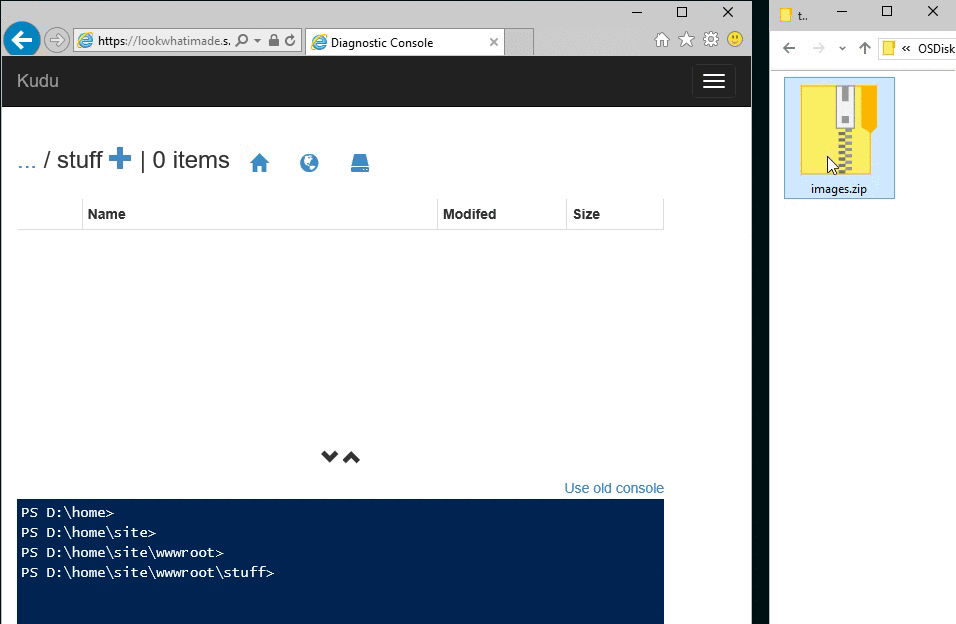 https://lookwhatimade.s.
Diagnostic Console
t..
Kudu
« OSDisk
... / stuff | 0 items
images.zip
Name Modifed Size
Use old console
PS D:\home>
PS D:\home\site>
PS D:\home\site\wwwroot>
PS D:\home\site\wwwroot\stuff>